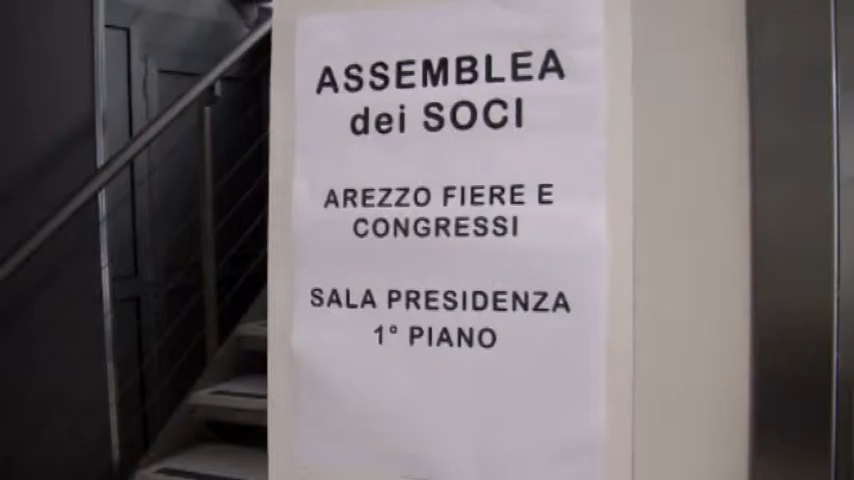 ASSEMBLEA
dei SOCI
AREZZO FIERE E
CONGRESSI
SALA PRESIDENZA
1° PIANO